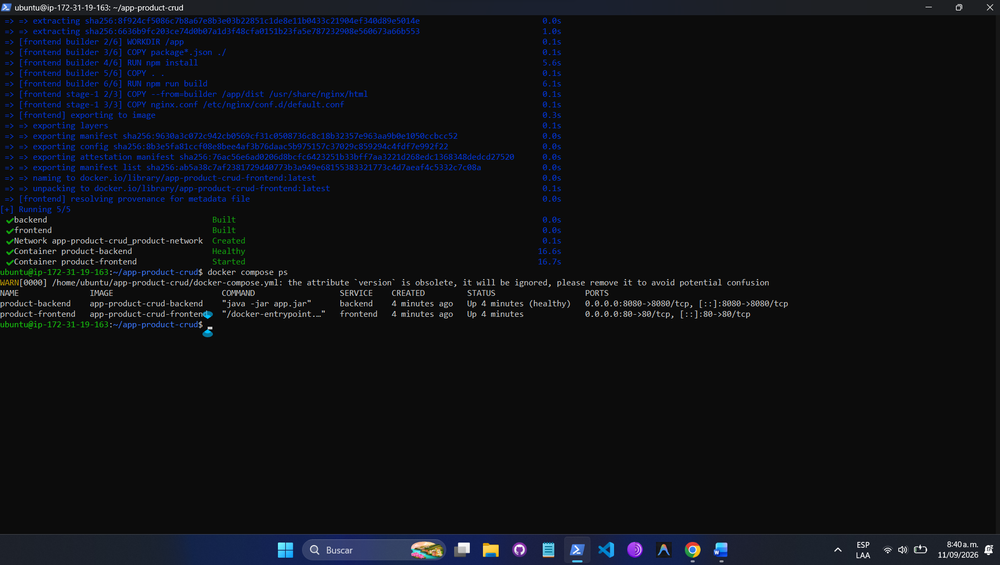 ubuntu@ip-172-31-19-163: ~/app-product-crud
=> => extracting sha256:8f924cf5086c7b8a67e8b3e03b22851c1de8e11b0433c21904ef340d89e5014e 0.0s
=> => extracting sha256:6636b9fc203ce74d0b07a1d3f48cfa0151b23fa5e787232908e560673a66b553 1.0s
=> [frontend builder 2/6] WORKDIR /app 0.1s
=> [frontend builder 3/6] COPY package*.json ./ 0.1s
=> [frontend builder 4/6] RUN npm install 5.6s
=> [frontend builder 5/6] COPY . . 0.1s
=> [frontend builder 6/6] RUN npm run build 6.1s
=> [frontend stage-1 2/3] COPY --from=builder /app/dist /usr/share/nginx/html 0.1s
=> [frontend stage-1 3/3] COPY nginx.conf /etc/nginx/conf.d/default.conf 0.1s
=> [frontend] exporting to image 0.3s
=> => exporting layers 0.1s
=> => exporting manifest sha256:9630a3c072c942cb0569cf31c0508736c8c18b32357e963aa9b0e1050ccbcc52 0.0s
=> => exporting config sha256:8b3e5fa81ccf08e8bee4af3b76daac5b975157c37029c859294c4fdf7e992f22 0.0s
=> => exporting attestation manifest sha256:76ac56e6ad0206d8bcfc6423251b33bff7aa3221d268edc1368348dedcd27520 0.0s
=> => exporting manifest list sha256:ab5a38c7af2381729d40773b3a949e68155383321773c4d7aeaf4c5332c7c08a 0.0s
=> => naming to docker.io/library/app-product-crud-frontend:latest 0.0s
=> => unpacking to docker.io/library/app-product-crud-frontend:latest 0.1s
=> [frontend] resolving provenance for metadata file 0.0s
[+] Running 5/5
✔backend Built 0.0s
✔frontend Built 0.0s
✔Network app-product-crud_product-network Created 0.1s
✔Container product-backend Healthy 16.6s
✔Container product-frontend Started 16.7s
ubuntu@ip-172-31-19-163:~/app-product-crud$ docker compose ps
WARN[0000] /home/ubuntu/app-product-crud/docker-compose.yml: the attribute `version` is obsolete, it will be ignored, please remove it to avoid potential confusion
NAME IMAGE COMMAND SERVICE CREATED STATUS PORTS
product-backend app-product-crud-backend "java -jar app.jar" backend 4 minutes ago Up 4 minutes (healthy) 0.0.0.0:8080->8080/tcp, [::]:8080->8080/tcp
product-frontend app-product-crud-frontend "/docker-entrypoint.…" frontend 4 minutes ago Up 4 minutes 0.0.0.0:80->80/tcp, [::]:80->80/tcp
ubuntu@ip-172-31-19-163:~/app-product-crud$
Buscar
ESP
LAA
8:40 a. m.
11/09/2026